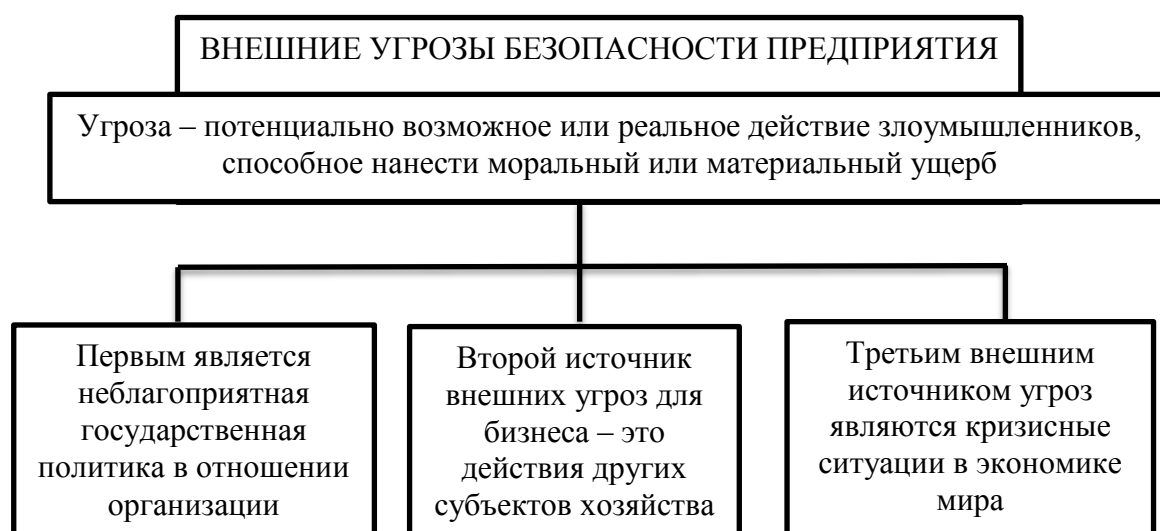 ВНЕШНИЕ УГРОЗЫ БЕЗОПАСНОСТИ ПРЕДПРИЯТИЯ
Угроза – потенциально возможное или реальное действие злоумышленников,
способное нанести моральный или материальный ущерб
Первым является
неблагоприятная
государственная
политика в отношении
организации
Второй источник
внешних угроз для
бизнеса – это
действия других
субъектов хозяйства
Третьим внешним
источником угроз
являются кризисные
ситуации в экономике
мира